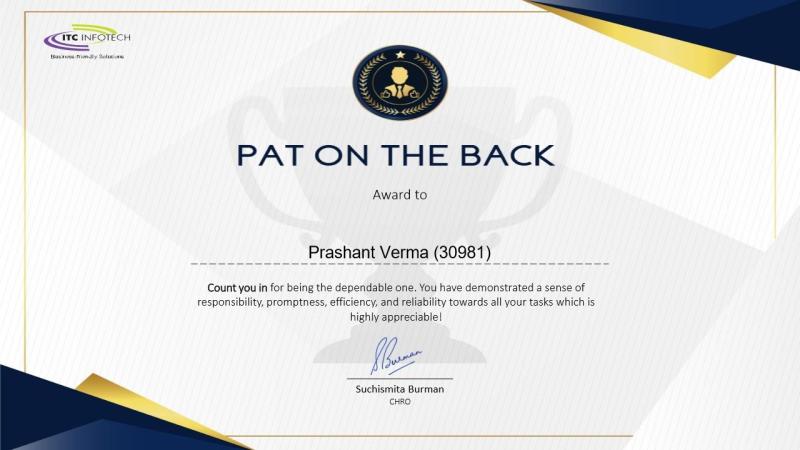 ITC INFOTECH
Business-friendly Solutions
PAT ON THE BACK
Award to
Prashant Verma (30981)
Count you in for being the dependable one. You have demonstrated a sense of
responsibility, promptness, efficiency, and reliability towards all your tasks which is
highly appreciable!
SBurman
Suchismita Burman
CHRO